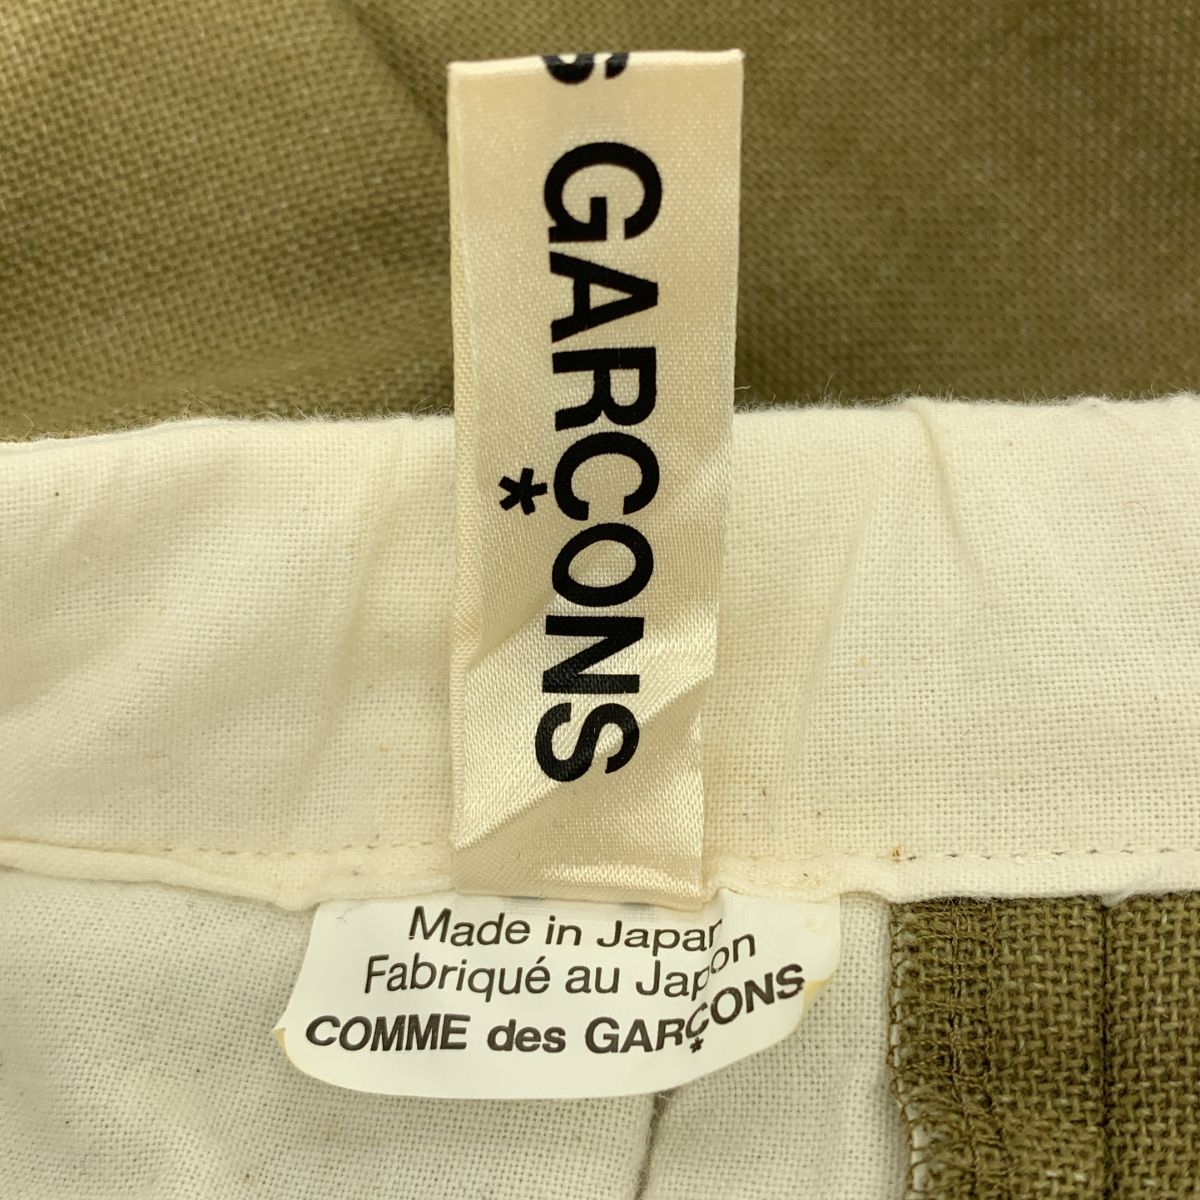 S GARÇONS
Made in Japan
Fabriqué au Japon
COMME des GARÇONS